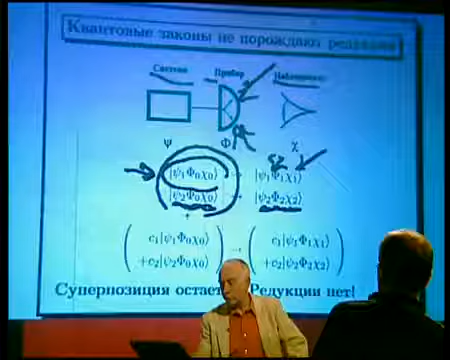 Квантовые законы не порождают редукции
Система Прибор Наблюдатель
Ψ Φ χ
|ψ₁Φ₀χ₀⟩ → |ψ₁Φ₁χ₁⟩
|ψ₂Φ₀χ₀⟩ → |ψ₂Φ₂χ₂⟩
+
c₁|ψ₁Φ₀χ₀⟩ → c₁|ψ₁Φ₁χ₁⟩
+c₂|ψ₂Φ₀χ₀⟩ +c₂|ψ₂Φ₂χ₂⟩
Суперпозиция остает Редукции нет!